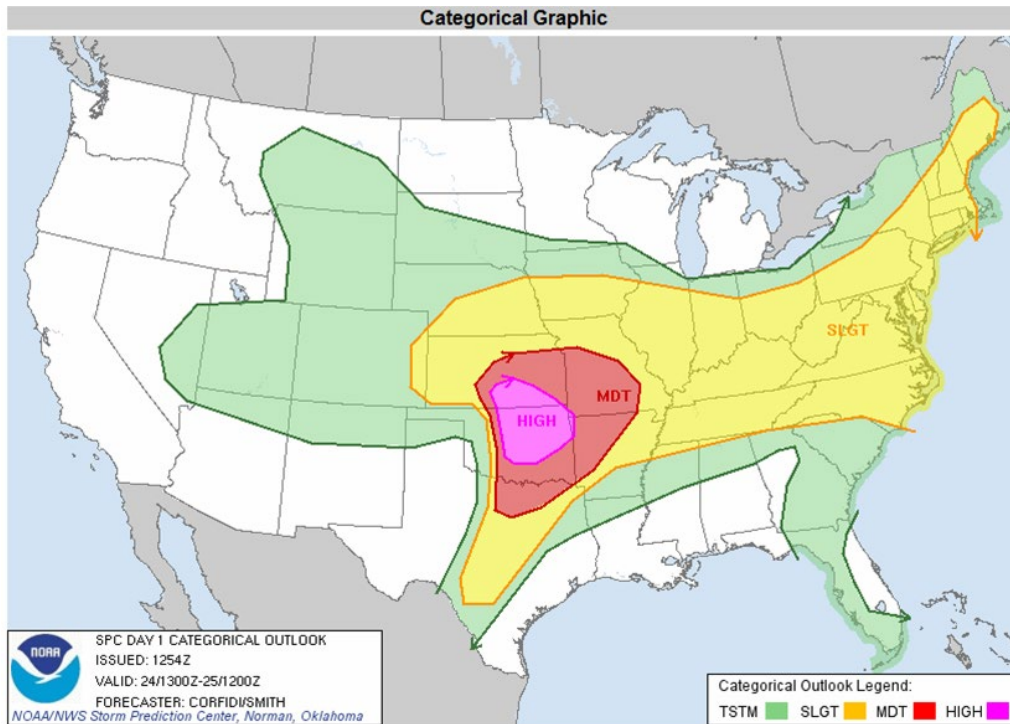 Categorical Graphic
SLGT
MDT
HIGH
NOAA
SPC DAY 1 CATEGORICAL OUTLOOK
ISSUED: 1254Z
VALID: 24/1300Z-25/1200Z
FORECASTER: CORFIDI/SMITH
NOAA/NWS Storm Prediction Center, Norman, Oklahoma
Categorical Outlook Legend:
TSTM SLGT MDT HIGH